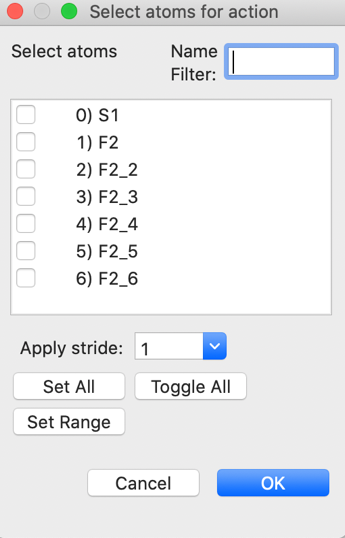 Select atoms for action
Select atoms
Name
Filter:
0) S1
1) F2
2) F2_2
3) F2_3
4) F2_4
5) F2_5
6) F2_6
Apply stride: 1
Set All
Toggle All
Set Range
Cancel
OK